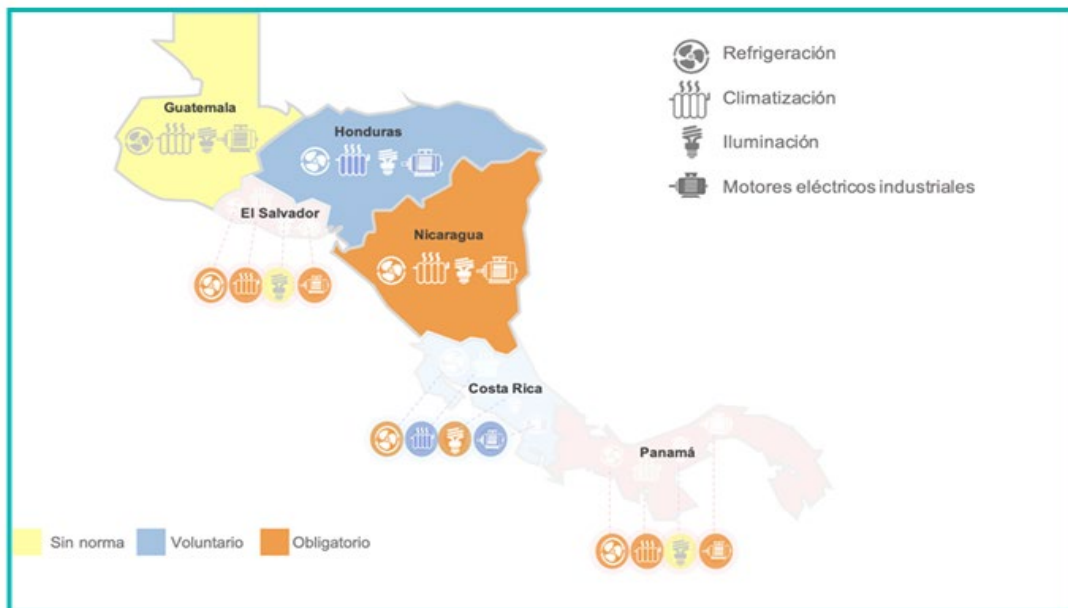 Refrigeración
Climatización
Iluminación
Motores eléctricos industriales
Guatemala
Honduras
El Salvador
Nicaragua
Costa Rica
Panamá
Sin norma
Voluntario
Obligatorio